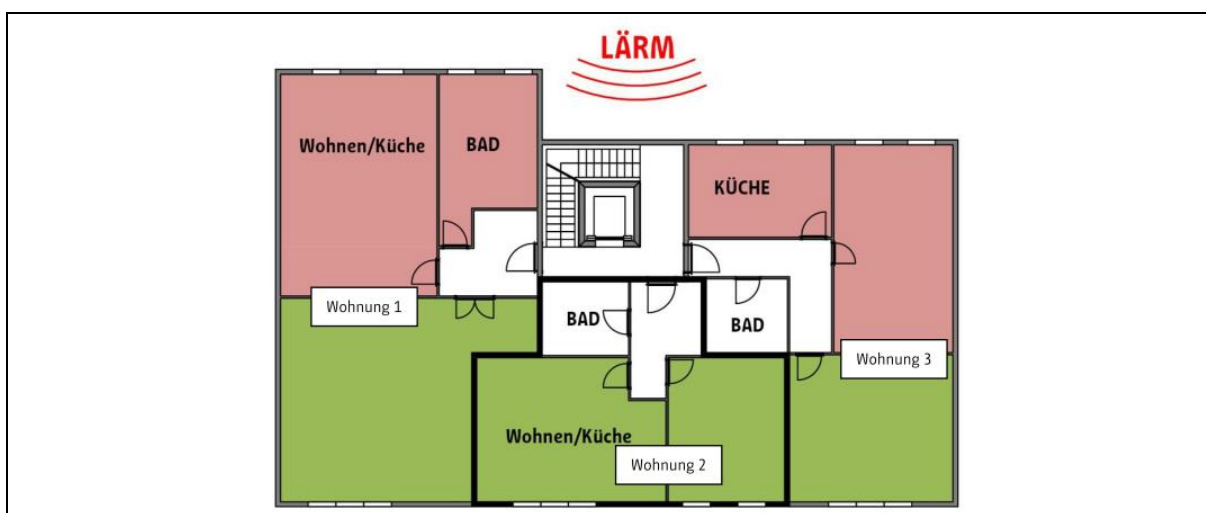 LÄRM
Wohnen/Küche
BAD
KÜCHE
Wohnung 1
BAD
BAD
Wohnung 3
Wohnen/Küche
Wohnung 2